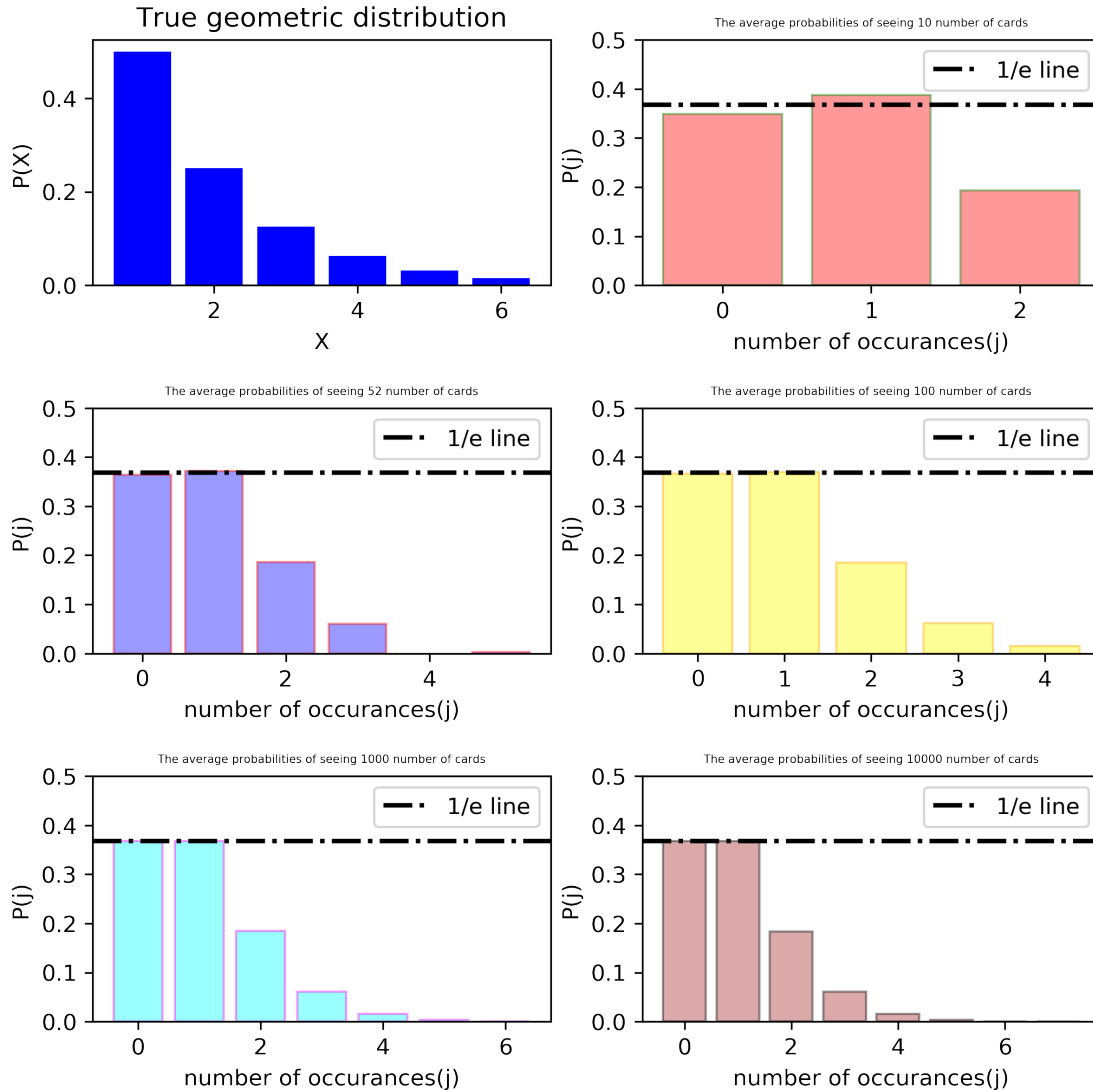 True geometric distribution
P(X)
0.4
0.2
0.0
2 4 6
X
The average probabilities of seeing 10 number of cards
P(j)
0.5
0.4
0.3
0.2
0.1
0.0
1/e line
0 1 2
number of occurances(j)
The average probabilities of seeing 52 number of cards
P(j)
0.5
0.4
0.3
0.2
0.1
0.0
1/e line
0 2 4
number of occurances(j)
The average probabilities of seeing 100 number of cards
P(j)
0.5
0.4
0.3
0.2
0.1
0.0
1/e line
0 1 2 3 4
number of occurances(j)
The average probabilities of seeing 1000 number of cards
P(j)
0.5
0.4
0.3
0.2
0.1
0.0
1/e line
0 2 4 6
number of occurances(j)
The average probabilities of seeing 10000 number of cards
P(j)
0.5
0.4
0.3
0.2
0.1
0.0
1/e line
0 2 4 6
number of occurances(j)